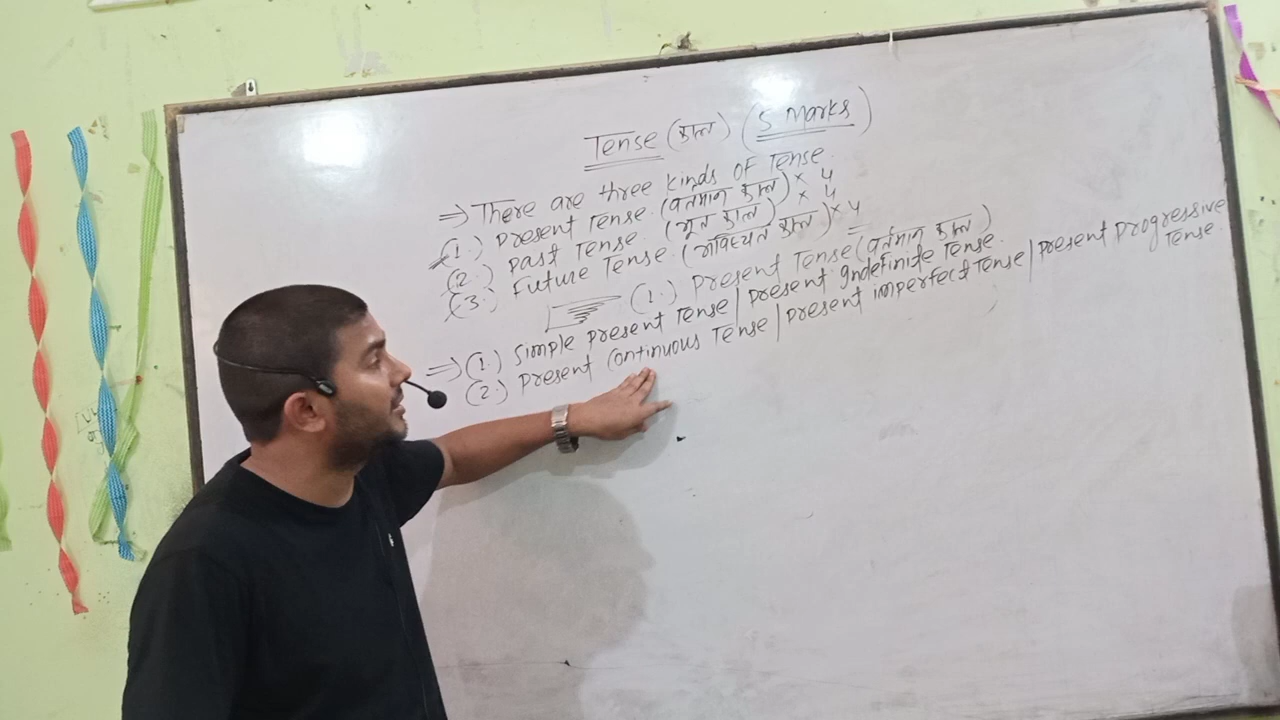 Tense (काल) (5 Marks)
⇒ There are three kinds of Tense.
(1.) Present Tense. (वर्तमान काल) × 4
(2.) Past Tense. (भूत काल) × 4
(3.) Future Tense. (भविष्यत काल) × 4
(1.) Present Tense (वर्तमान काल)
⇒ (1.) Simple Present Tense / Present Indefinite Tense.
(2.) Present Continuous Tense / Present imperfect Tense / Present Progressive Tense.